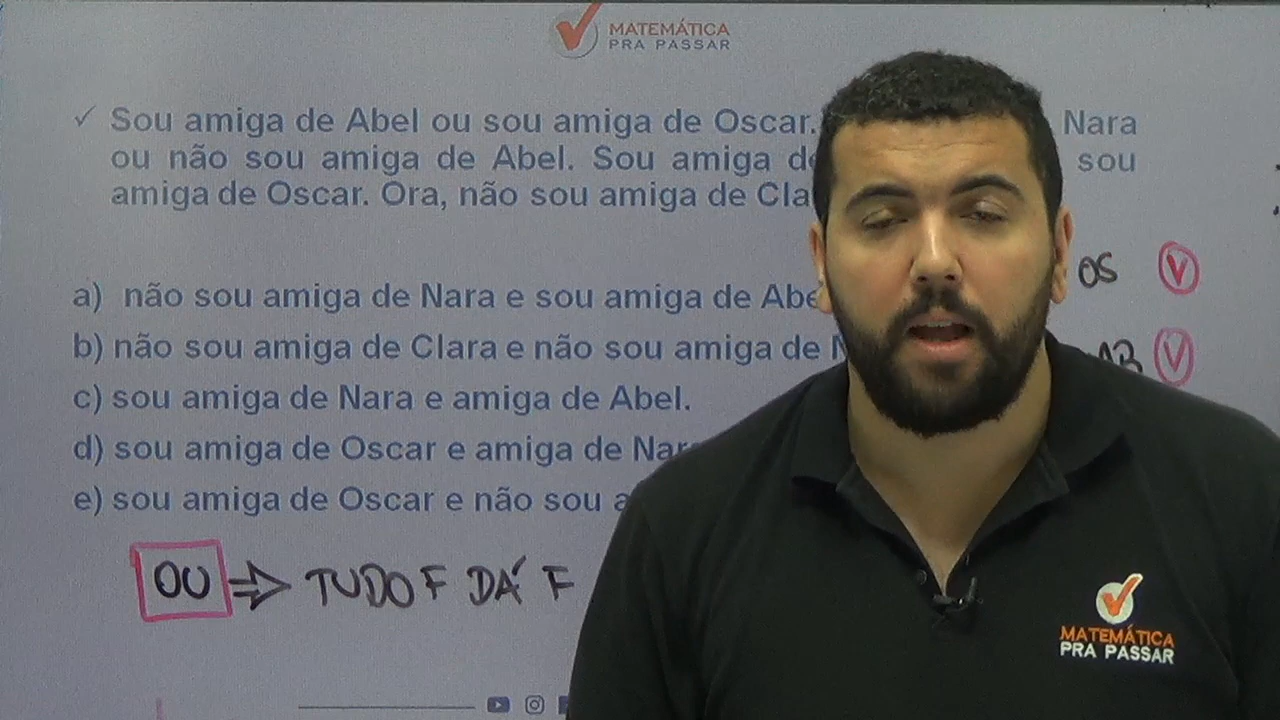 MATEMÁTICA
PRA PASSAR
Sou amiga de Abel ou sou amiga de Oscar. Nara
ou não sou amiga de Abel. Sou amiga sou
amiga de Oscar. Ora, não sou amiga de
a) não sou amiga de Nara e sou amiga de
b) não sou amiga de Clara e não sou amiga de
c) sou amiga de Nara e amiga de Abel.
d) sou amiga de Oscar e amiga de
e) sou amiga de Oscar e não sou
OS V
V
OU ⇒ TUDO F DÁ F
MATEMÁTICA
PRA PASSAR